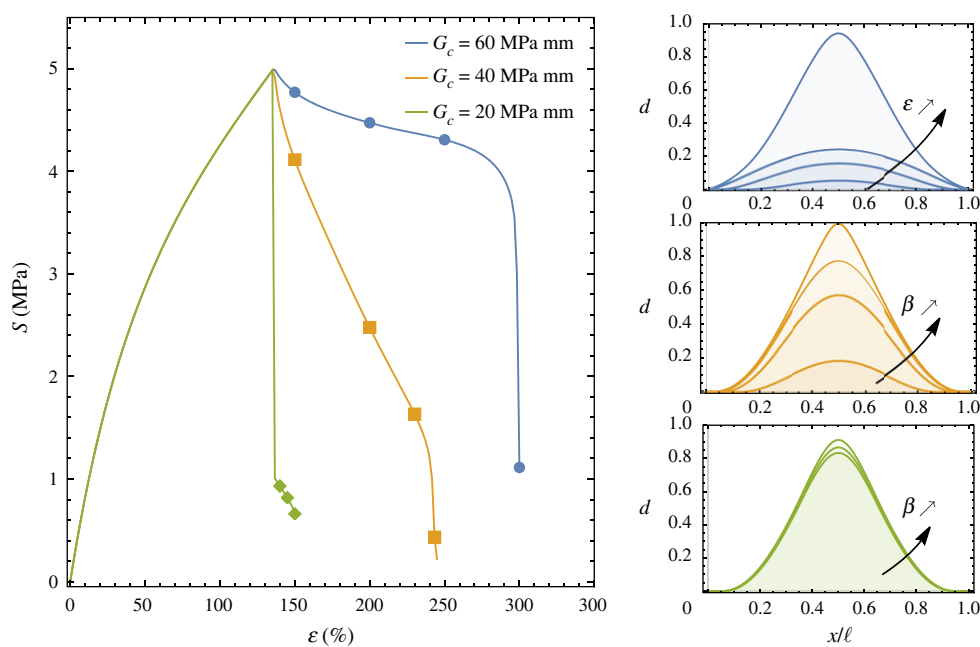 G_c = 60 MPa mm
G_c = 40 MPa mm
G_c = 20 MPa mm
5
4
3
2
1
0
S (MPa)
0 50 100 150 200 250 300 300
ε (%)
1.0
0.8
0.6
0.4
0.2
d
ε ↗
0 0.2 0.4 0.6 0.8 1.0
1.0
0.8
0.6
0.4
0.2
d
β ↗
0 0.2 0.4 0.6 0.8 1.0
1.0
0.8
0.6
0.4
0.2
d
β ↗
0 0.2 0.4 0.6 0.8 1.0
x/ℓ